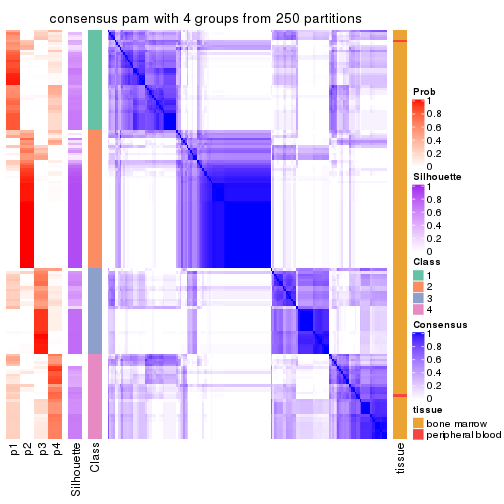 consensus pam with 4 groups from 250 partitions
Prob
1
0.8
0.6
0.4
0.2
0
Silhouette
1
0.8
0.6
0.4
0.2
0
Class
1
2
3
4
Consensus
1
0.8
0.6
0.4
0.2
0
tissue
bone marrow
peripheral blood
p1
p2
p3
p4
Silhouette
Class
tissue